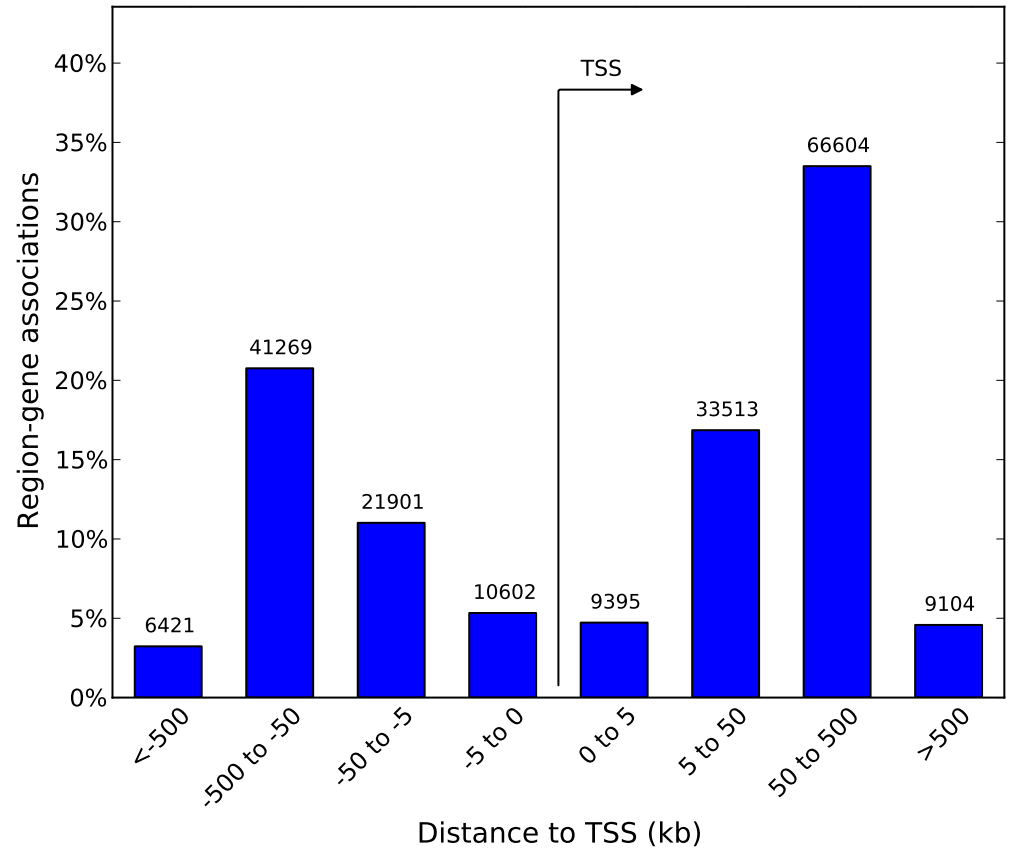 TSS
40%
35%
30%
25%
20%
15%
10%
5%
0%
Region-gene associations
6421
41269
21901
10602
9395
33513
66604
9104
<-500
-500 to -50
-50 to -5
-5 to 0
0 to 5
5 to 50
50 to 500
>500
Distance to TSS (kb)